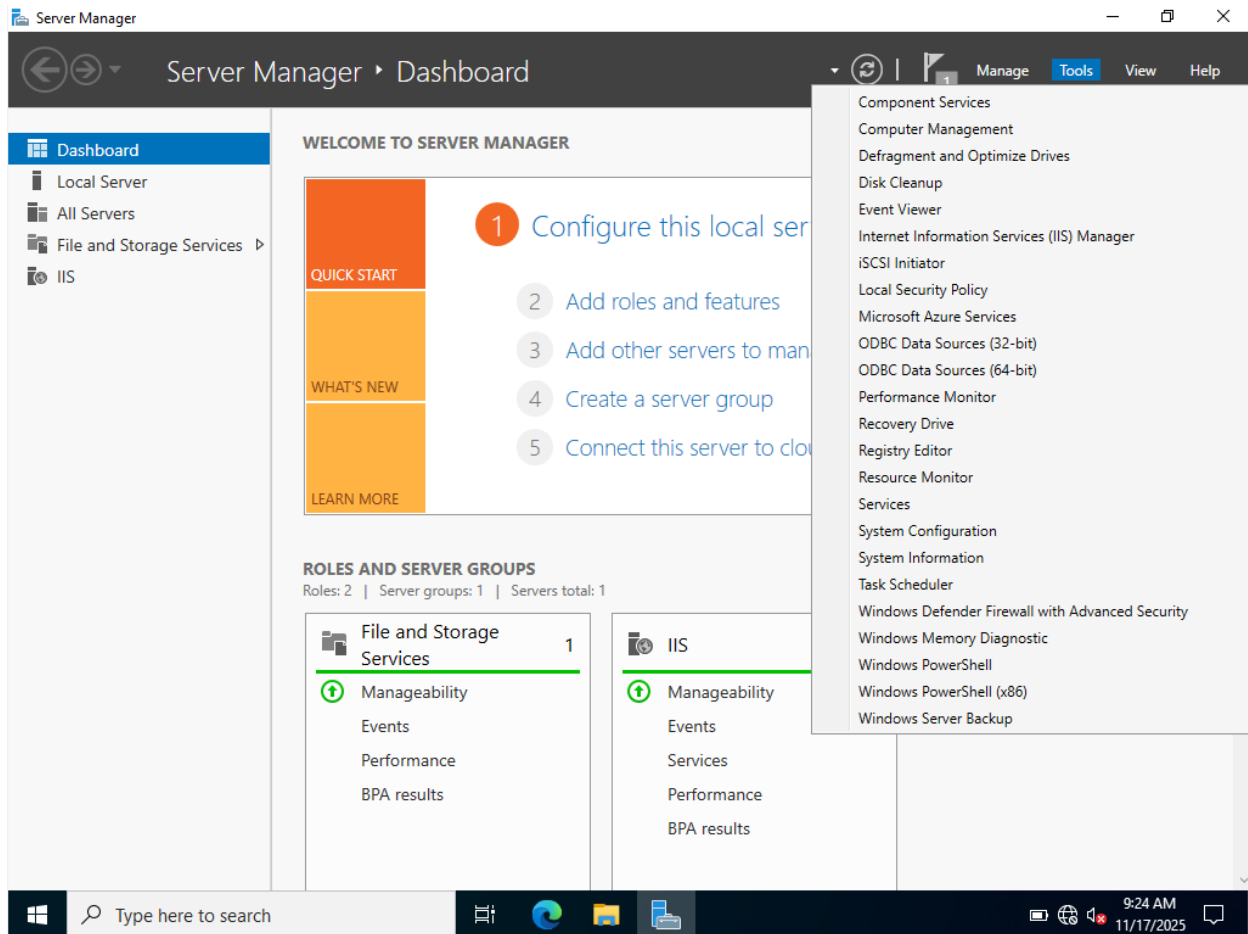 Server Manager
Server Manager • Dashboard
1
Manage
Tools
View
Help
Component Services
Computer Management
Defragment and Optimize Drives
Disk Cleanup
Event Viewer
Internet Information Services (IIS) Manager
iSCSI Initiator
Local Security Policy
Microsoft Azure Services
ODBC Data Sources (32-bit)
ODBC Data Sources (64-bit)
Performance Monitor
Recovery Drive
Registry Editor
Resource Monitor
Services
System Configuration
System Information
Task Scheduler
Windows Defender Firewall with Advanced Security
Windows Memory Diagnostic
Windows PowerShell
Windows PowerShell (x86)
Windows Server Backup
Dashboard
Local Server
All Servers
File and Storage Services
IIS
WELCOME TO SERVER MANAGER
QUICK START
WHAT'S NEW
LEARN MORE
1 Configure this local ser
2 Add roles and features
3 Add other servers to man
4 Create a server group
5 Connect this server to clou
ROLES AND SERVER GROUPS
Roles: 2 | Server groups: 1 | Servers total: 1
File and Storage
Services
1
Manageability
Events
Performance
BPA results
IIS
Manageability
Events
Services
Performance
BPA results
Type here to search
9:24 AM
11/17/2025